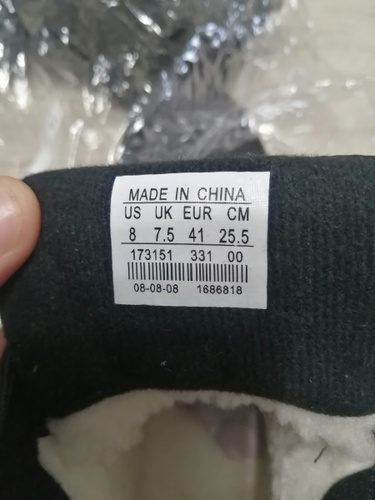 MADE IN CHINA
US UK EUR CM
8 7.5 41 25.5
173151 331 00
08-08-08 1686818